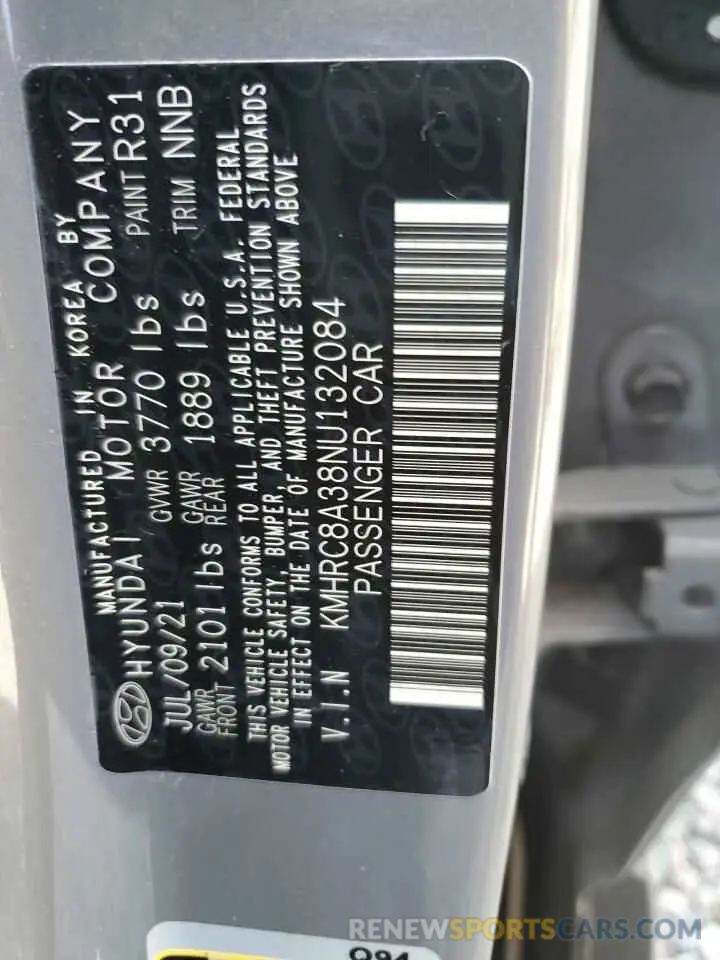 MANUFACTURED IN KOREA BY
HYUNDAI MOTOR COMPANY
JUL/09/21 GVWR 3770 lbs PAINT R31
GAWR FRONT 2101 lbs GAWR REAR 1889 lbs TRIM NNB
THIS VEHICLE CONFORMS TO ALL APPLICABLE U.S.A. FEDERAL
MOTOR VEHICLE SAFETY, BUMPER, AND THEFT PREVENTION STANDARDS
IN EFFECT ON THE DATE OF MANUFACTURE SHOWN ABOVE
V.I.N KMHRC8A38NU132084
PASSENGER CAR
RENEWSPORTSCARS.COM